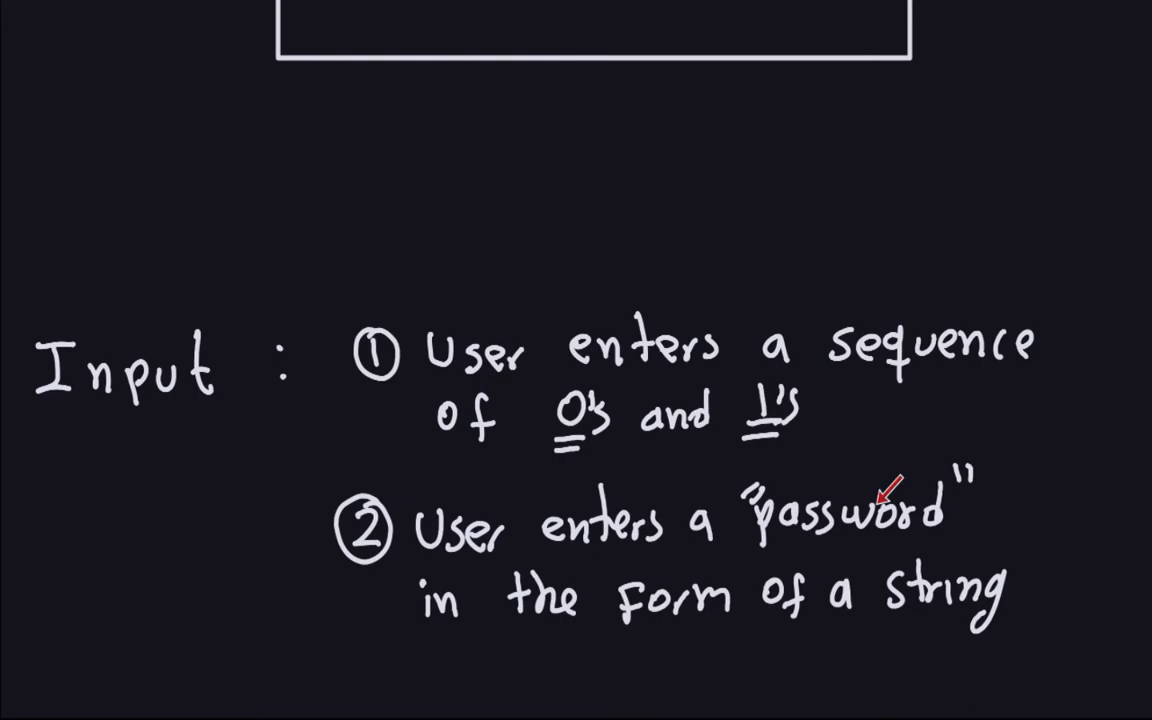 Input : ① User enters a sequence
of 0's and 1's
② User enters a "password"
in the form of a string